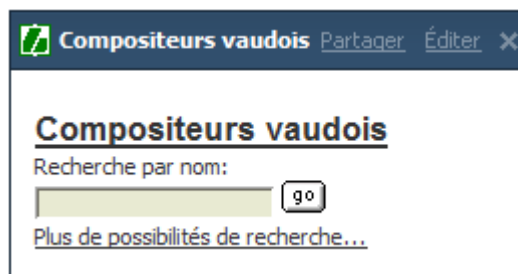 Compositeurs vaudois Partager Éditer
Compositeurs vaudois
Recherche par nom:
go
Plus de possibilités de recherche...